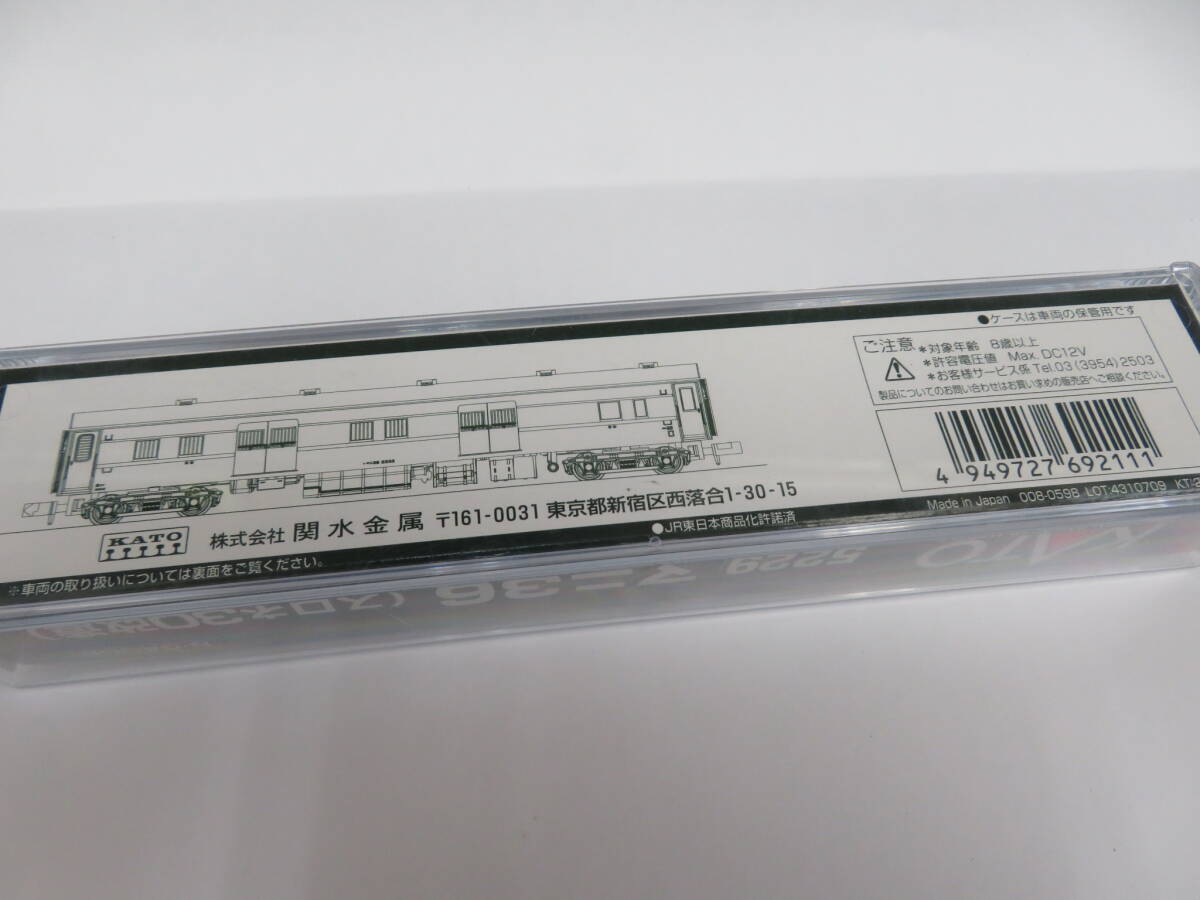 ●ケースは車両の保管用です
ご注意 *対象年齢 8歳以上
*許容電圧値 Max. DC12V
*お客様サービス係 Tel.03(3954)2503
製品についてのお問い合わせはお買い求めの販売店へご相談ください。
4 949727 692111
Made in Japan 008-0598 LOT:4310709
KATO 株式会社 関水金属 〒161-0031 東京都新宿区西落合1-30-15
●JR東日本商品化許諾済
※車両の取り扱いについては裏面をご覧ください。
KATO 5229 マニ36 (スロネ30改造)